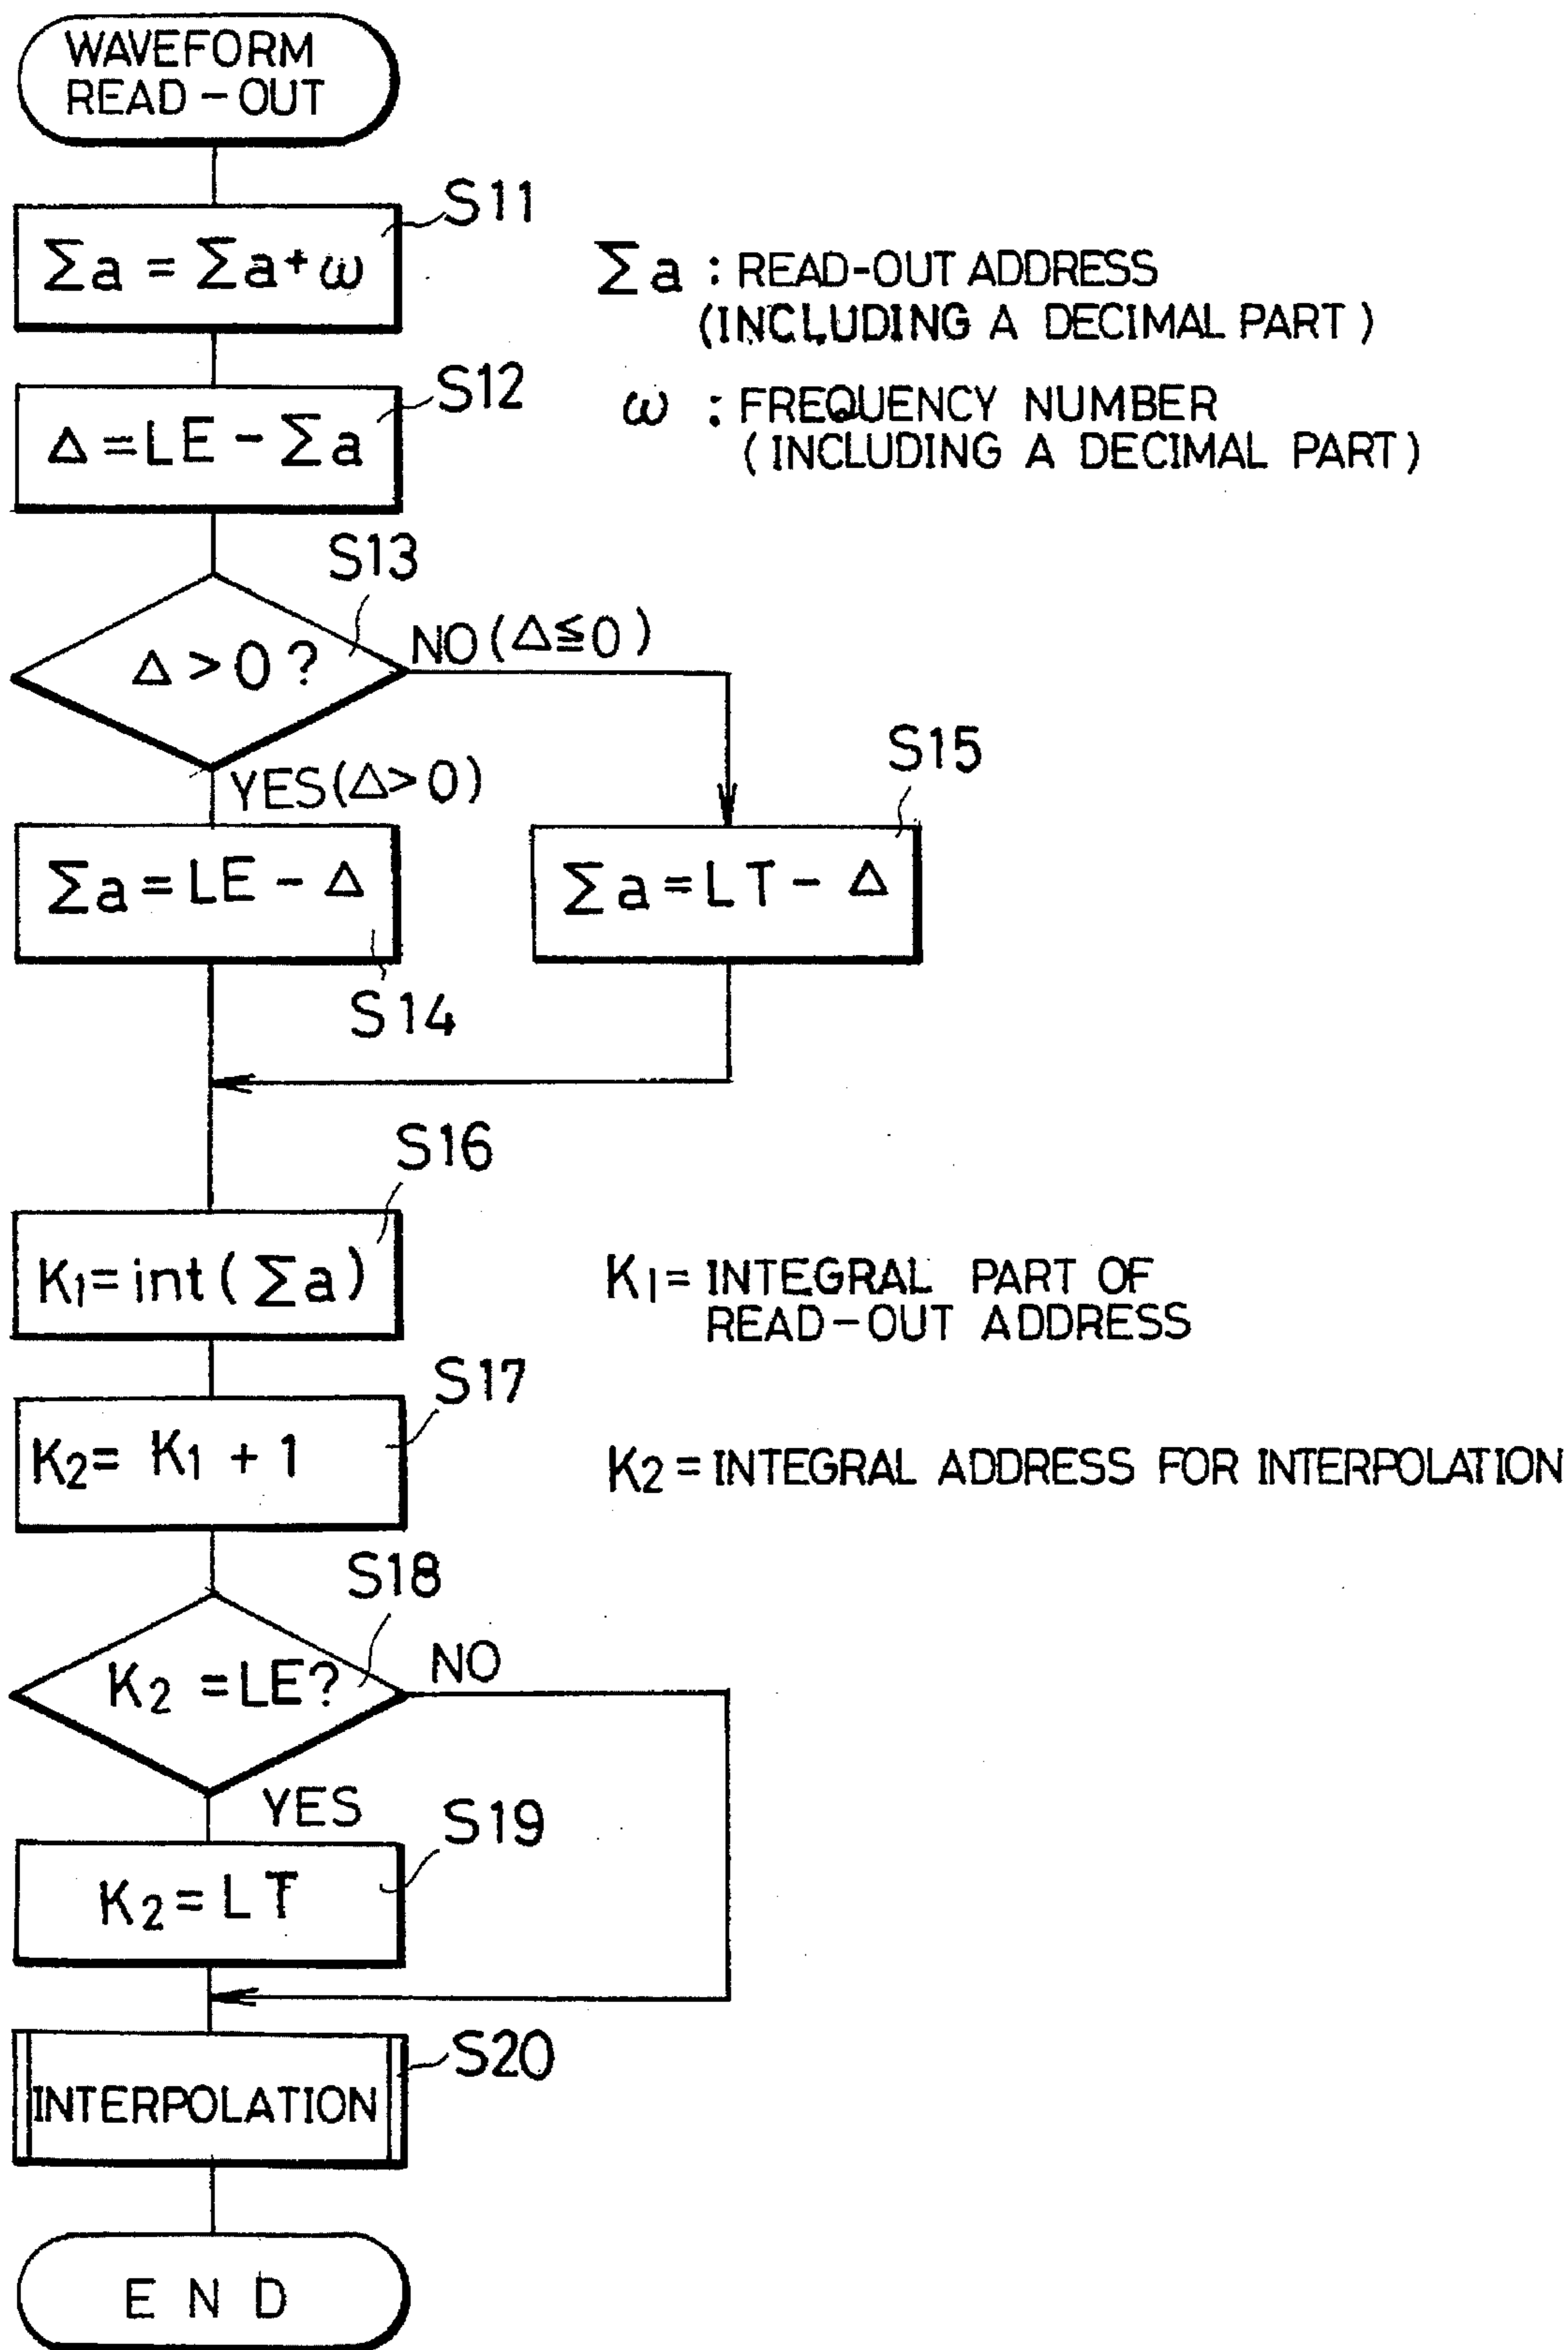 WAVEFORM
READ-OUT
S11
Σa = Σa+ω
Σa : READ-OUT ADDRESS
(INCLUDING A DECIMAL PART)
S12
Δ=LE-Σa
ω : FREQUENCY NUMBER
(INCLUDING A DECIMAL PART)
S13
Δ>0?
NO(Δ≦0)
YES(Δ>0)
S15
Σa=LE-Δ
Σa=LT-Δ
S14
S16
K1=int(Σa)
K1= INTEGRAL PART OF
READ-OUT ADDRESS
S17
K2= K1+1
K2=INTEGRAL ADDRESS FOR INTERPOLATION
S18
K2=LE?
NO
YES
S19
K2=LT
S20
INTERPOLATION
END